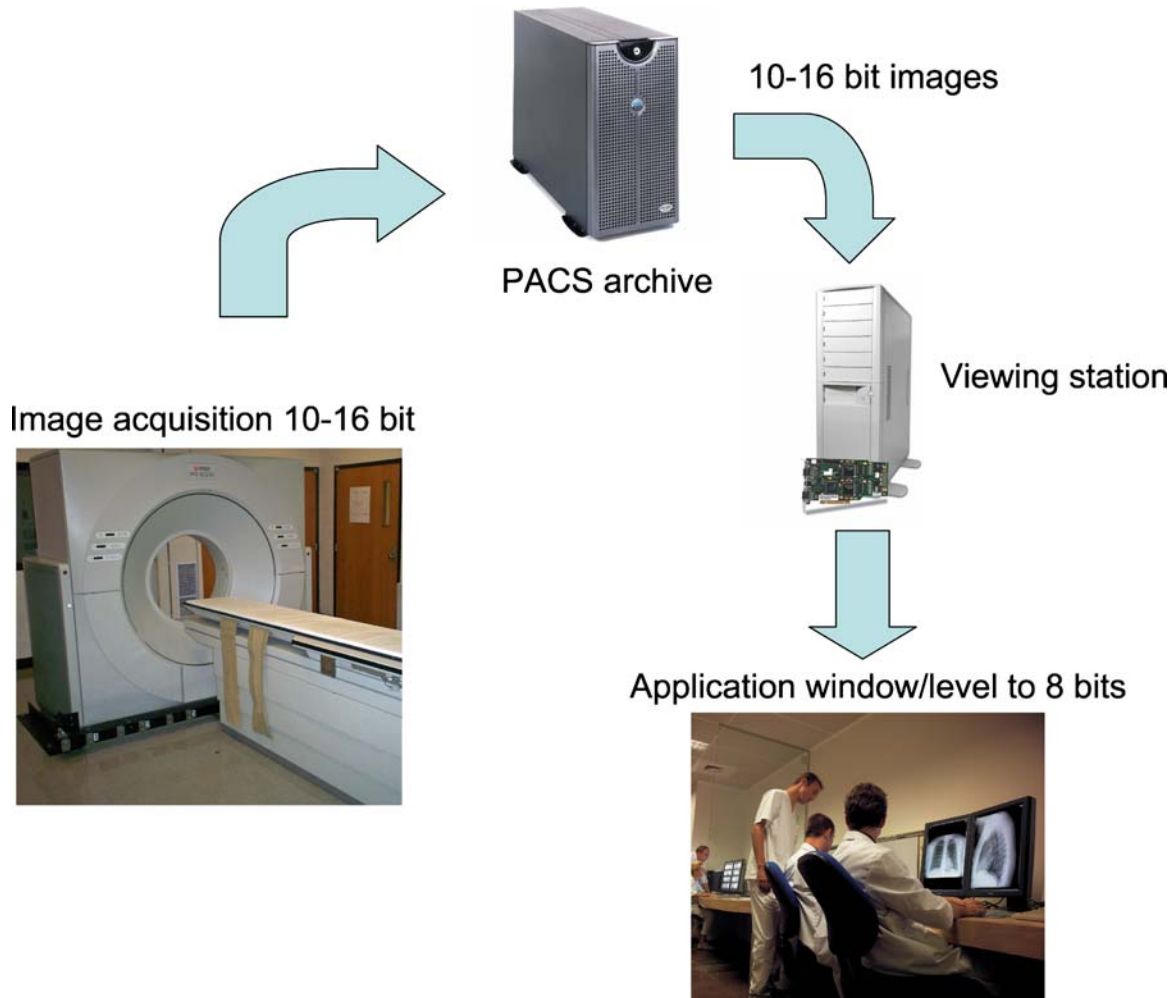 10-16 bit images
PACS archive
Viewing station
Image acquisition 10-16 bit
Application window/level to 8 bits